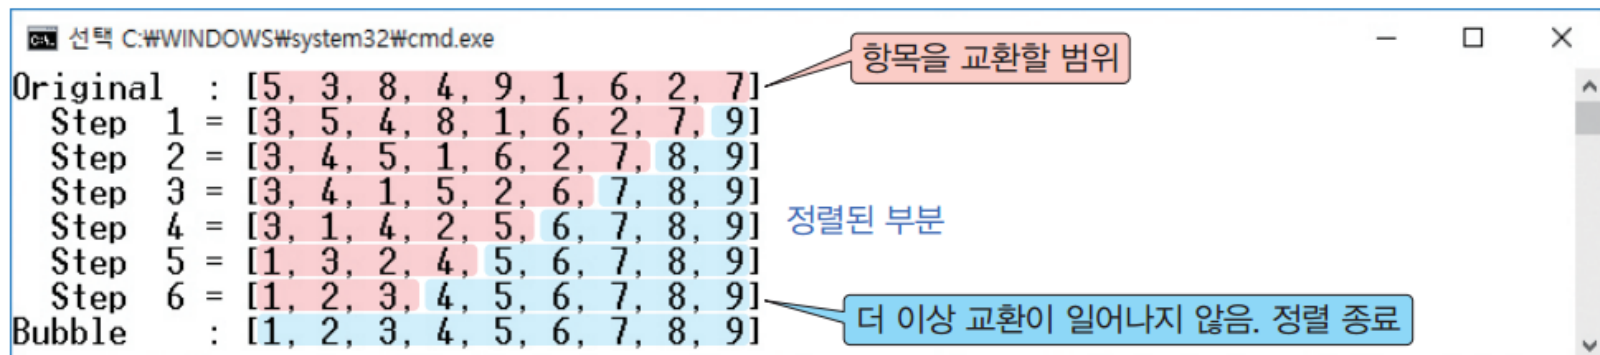 선택 C:₩WINDOWS₩system32₩cmd.exe
항목을 교환할 범위
Original : [5, 3, 8, 4, 9, 1, 6, 2, 7]
Step 1 = [3, 5, 4, 8, 1, 6, 2, 7, 9]
Step 2 = [3, 4, 5, 1, 6, 2, 7, 8, 9]
Step 3 = [3, 4, 1, 5, 2, 6, 7, 8, 9]
Step 4 = [3, 1, 4, 2, 5, 6, 7, 8, 9]
정렬된 부분
Step 5 = [1, 3, 2, 4, 5, 6, 7, 8, 9]
Step 6 = [1, 2, 3, 4, 5, 6, 7, 8, 9]
더 이상 교환이 일어나지 않음. 정렬 종료
Bubble : [1, 2, 3, 4, 5, 6, 7, 8, 9]